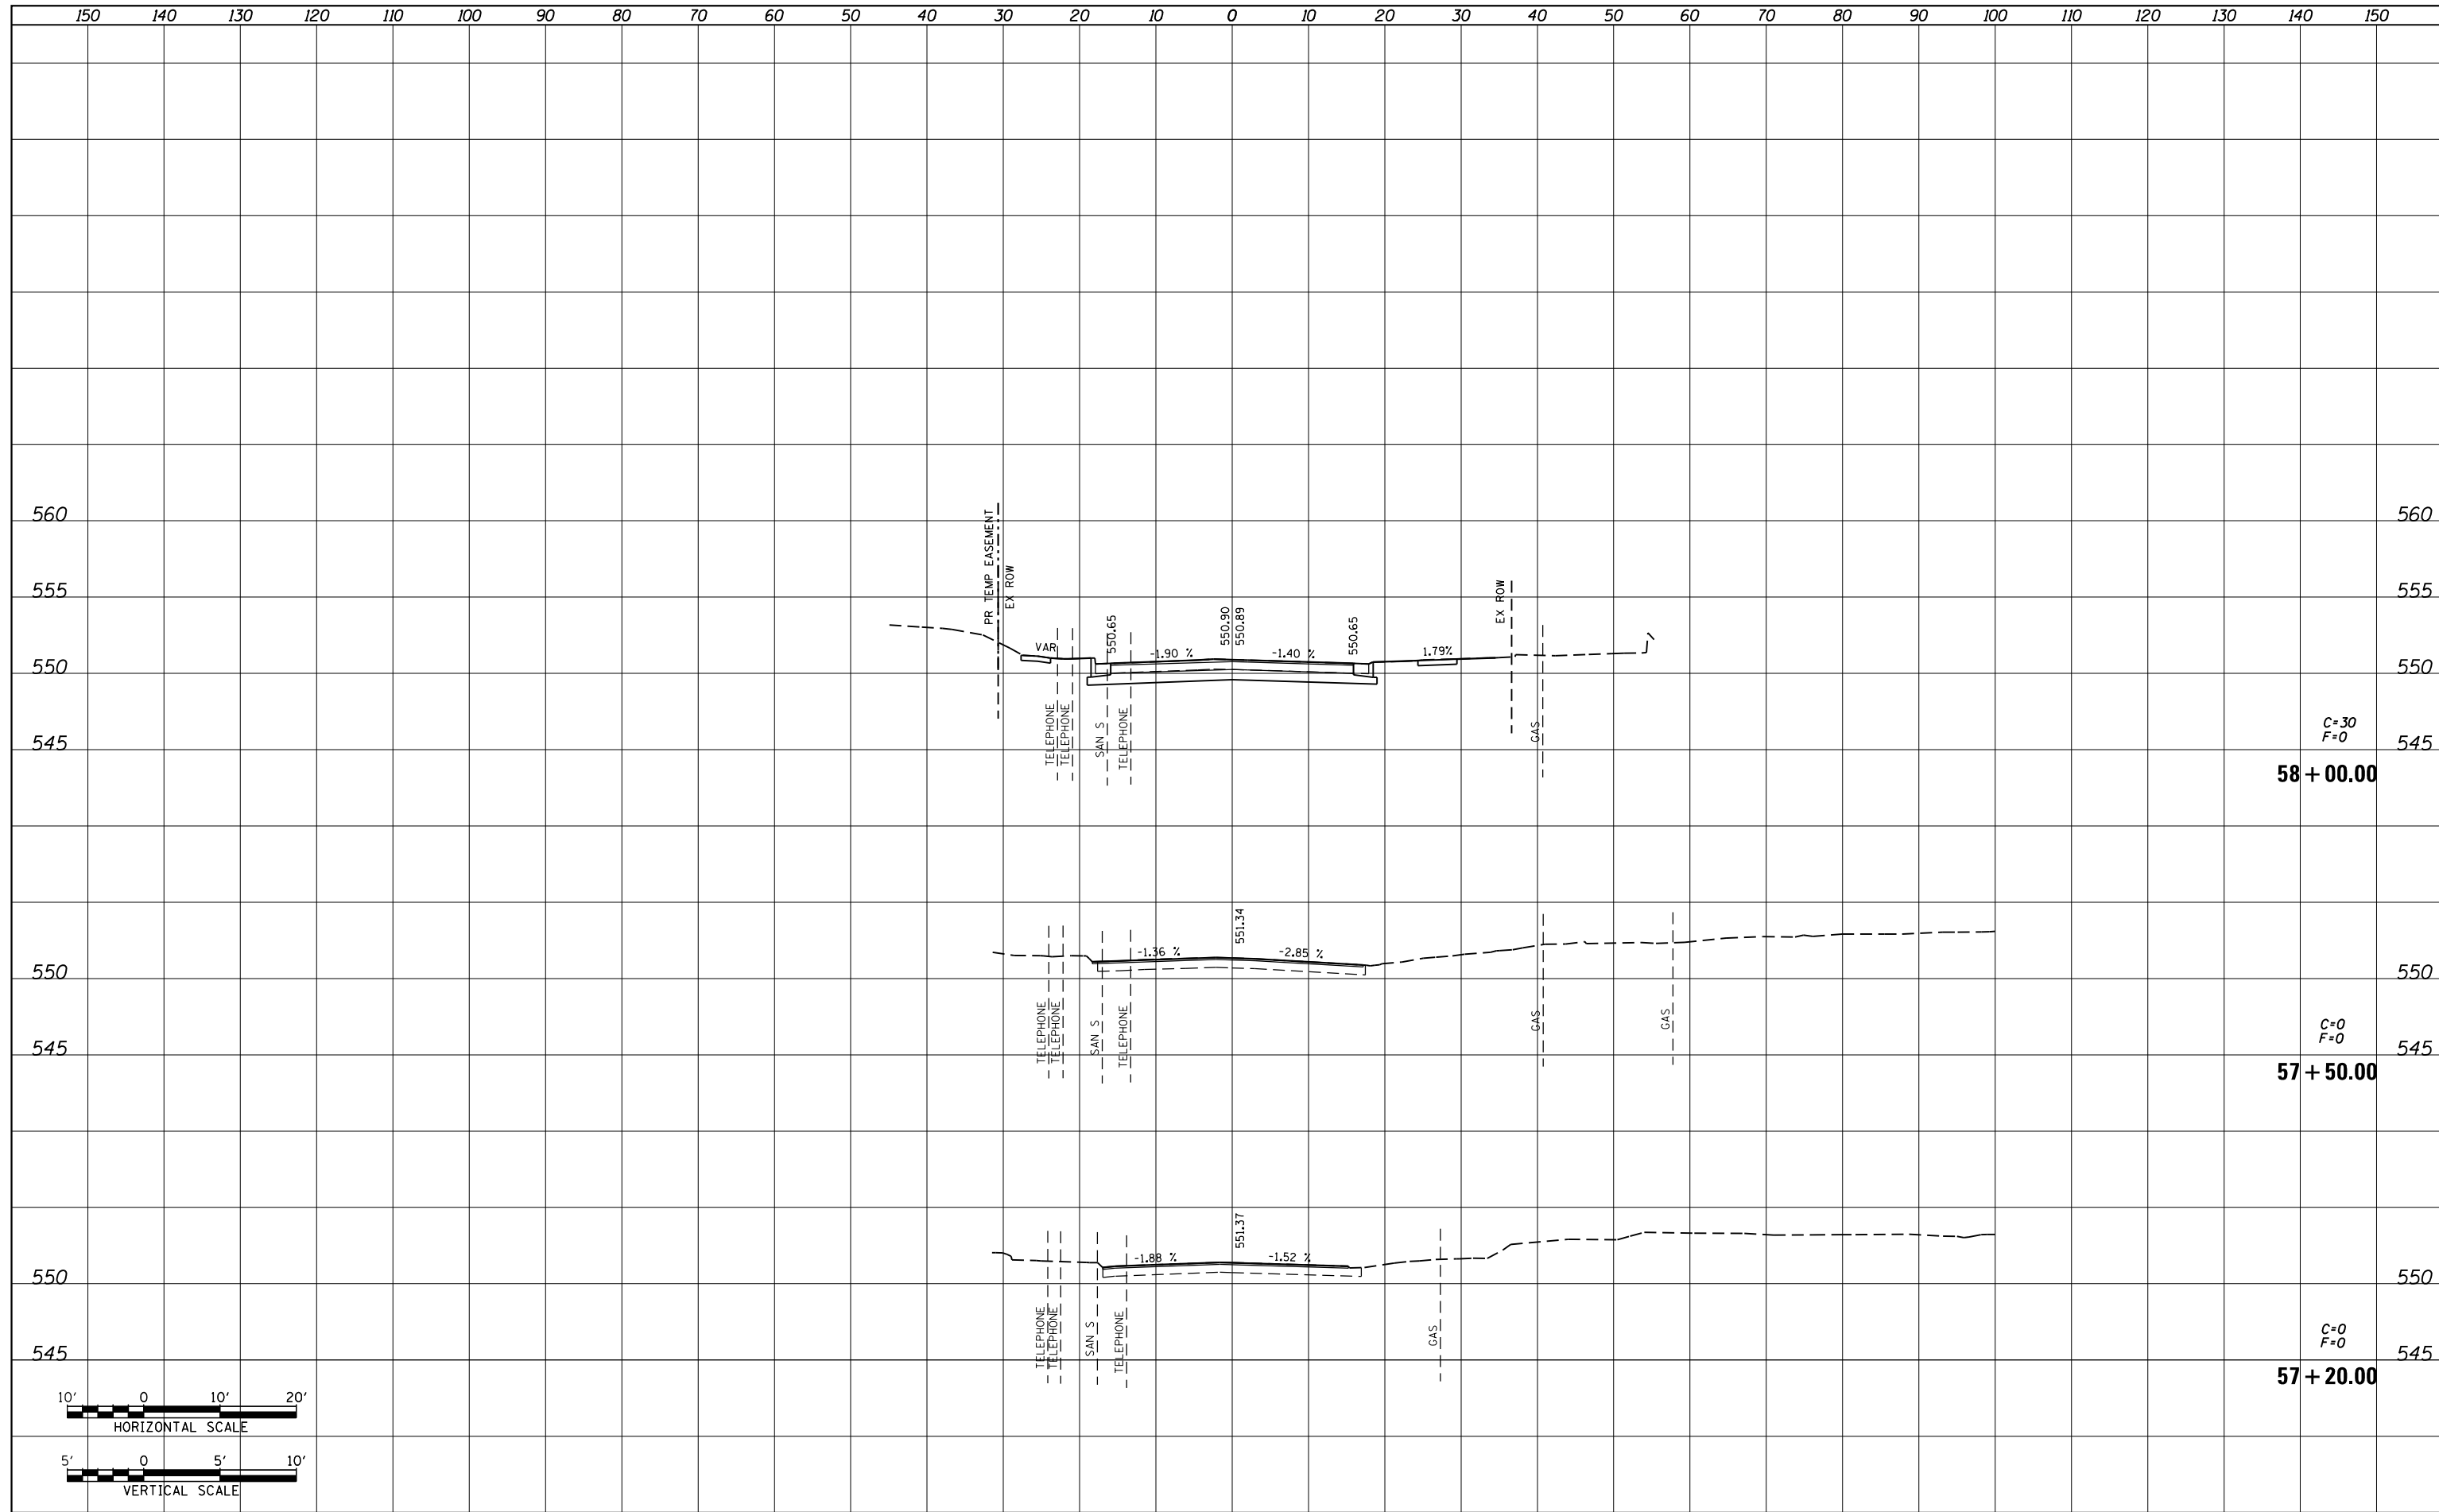 150 140 130 120 110 100 90 80 70 60 50 40 30 20 10 0 10 20 30 40 50 60 70 80 90 100 110 120 130 140 150
560 560
PR TEMP EASEMENT
EX ROW
EX ROW
555 555
550.65
550.90
550.89
550.65
VAR
-1.90 %
-1.40 %
1.79%
550 550
TELEPHONE
TELEPHONE
SAN S
TELEPHONE
GAS
C=30
F=0
545 545
58+00.00
551.34
-1.36 %
-2.85 %
550 550
TELEPHONE
TELEPHONE
SAN S
TELEPHONE
GAS
GAS
C=0
F=0
545 545
57+50.00
551.37
-1.88 %
-1.52 %
550 550
TELEPHONE
TELEPHONE
SAN S
TELEPHONE
GAS
C=0
F=0
545 545
57+20.00
10' 0 10' 20'
HORIZONTAL SCALE
5' 0 5' 10'
VERTICAL SCALE